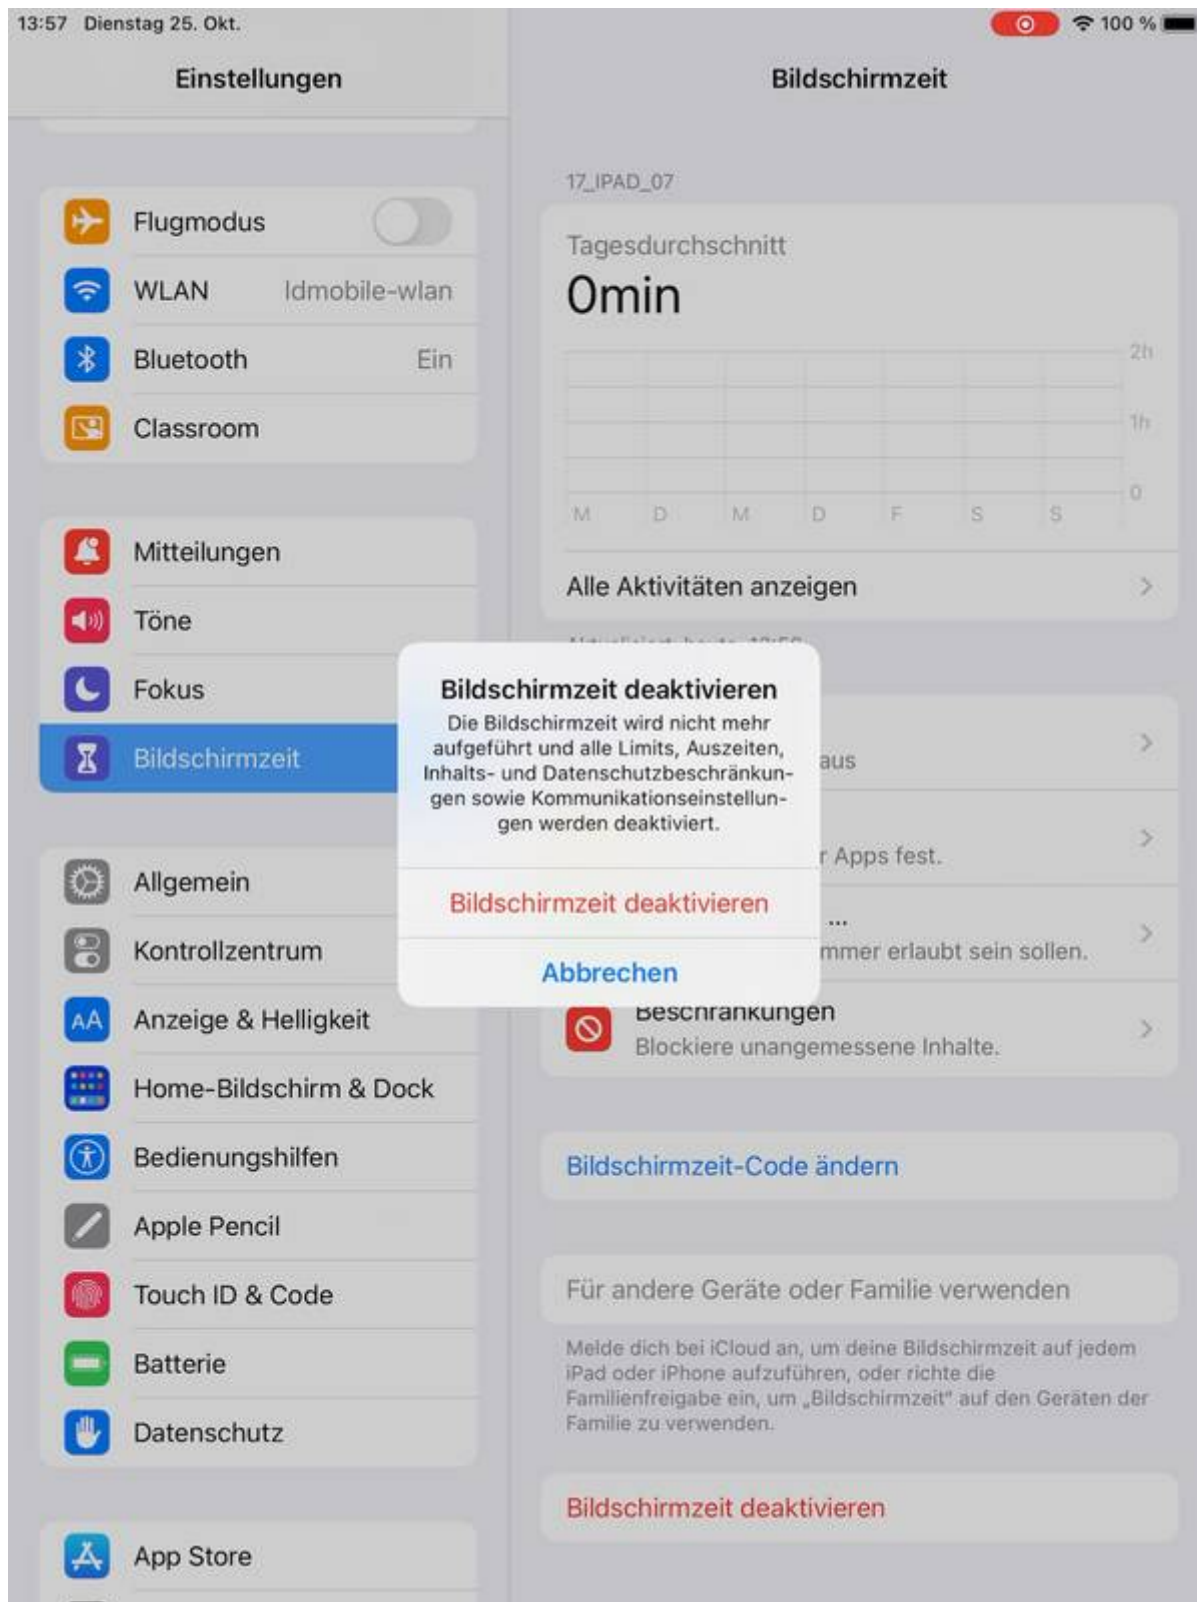 13:57 Dienstag 25. Okt.
100 %
Einstellungen
Flugmodus
WLAN ldmobile-wlan
Bluetooth Ein
Classroom
Mitteilungen
Töne
Fokus
Bildschirmzeit
Allgemein
Kontrollzentrum
AA Anzeige & Helligkeit
Home-Bildschirm & Dock
Bedienungshilfen
Apple Pencil
Touch ID & Code
Batterie
Datenschutz
App Store
Bildschirmzeit
17_IPAD_07
Tagesdurchschnitt
0min
2h
1h
0
M D M D F S S
Alle Aktivitäten anzeigen
Bildschirmzeit deaktivieren
Die Bildschirmzeit wird nicht mehr
aufgeführt und alle Limits, Auszeiten,
Inhalts- und Datenschutzbeschränkun-
gen sowie Kommunikationseinstellun-
gen werden deaktiviert.
Bildschirmzeit deaktivieren
Abbrechen
aus
r Apps fest.
...
mmer erlaubt sein sollen.
Beschränkungen
Blockiere unangemessene Inhalte.
Bildschirmzeit-Code ändern
Für andere Geräte oder Familie verwenden
Melde dich bei iCloud an, um deine Bildschirmzeit auf jedem
iPad oder iPhone aufzuführen, oder richte die
Familienfreigabe ein, um „Bildschirmzeit“ auf den Geräten der
Familie zu verwenden.
Bildschirmzeit deaktivieren